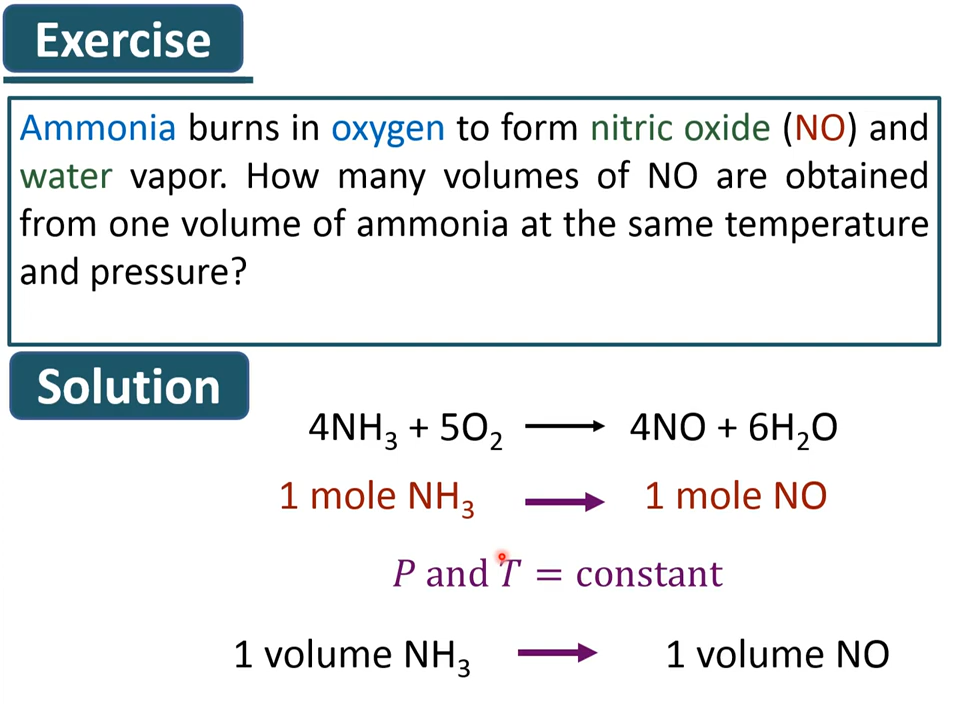 Exercise
Ammonia burns in oxygen to form nitric oxide (NO) and
water vapor. How many volumes of NO are obtained
from one volume of ammonia at the same temperature
and pressure?
Solution
4NH₃ + 5O₂ ⟶ 4NO + 6H₂O
1 mole NH₃ ⟶ 1 mole NO
P and T = constant
1 volume NH₃ ⟶ 1 volume NO